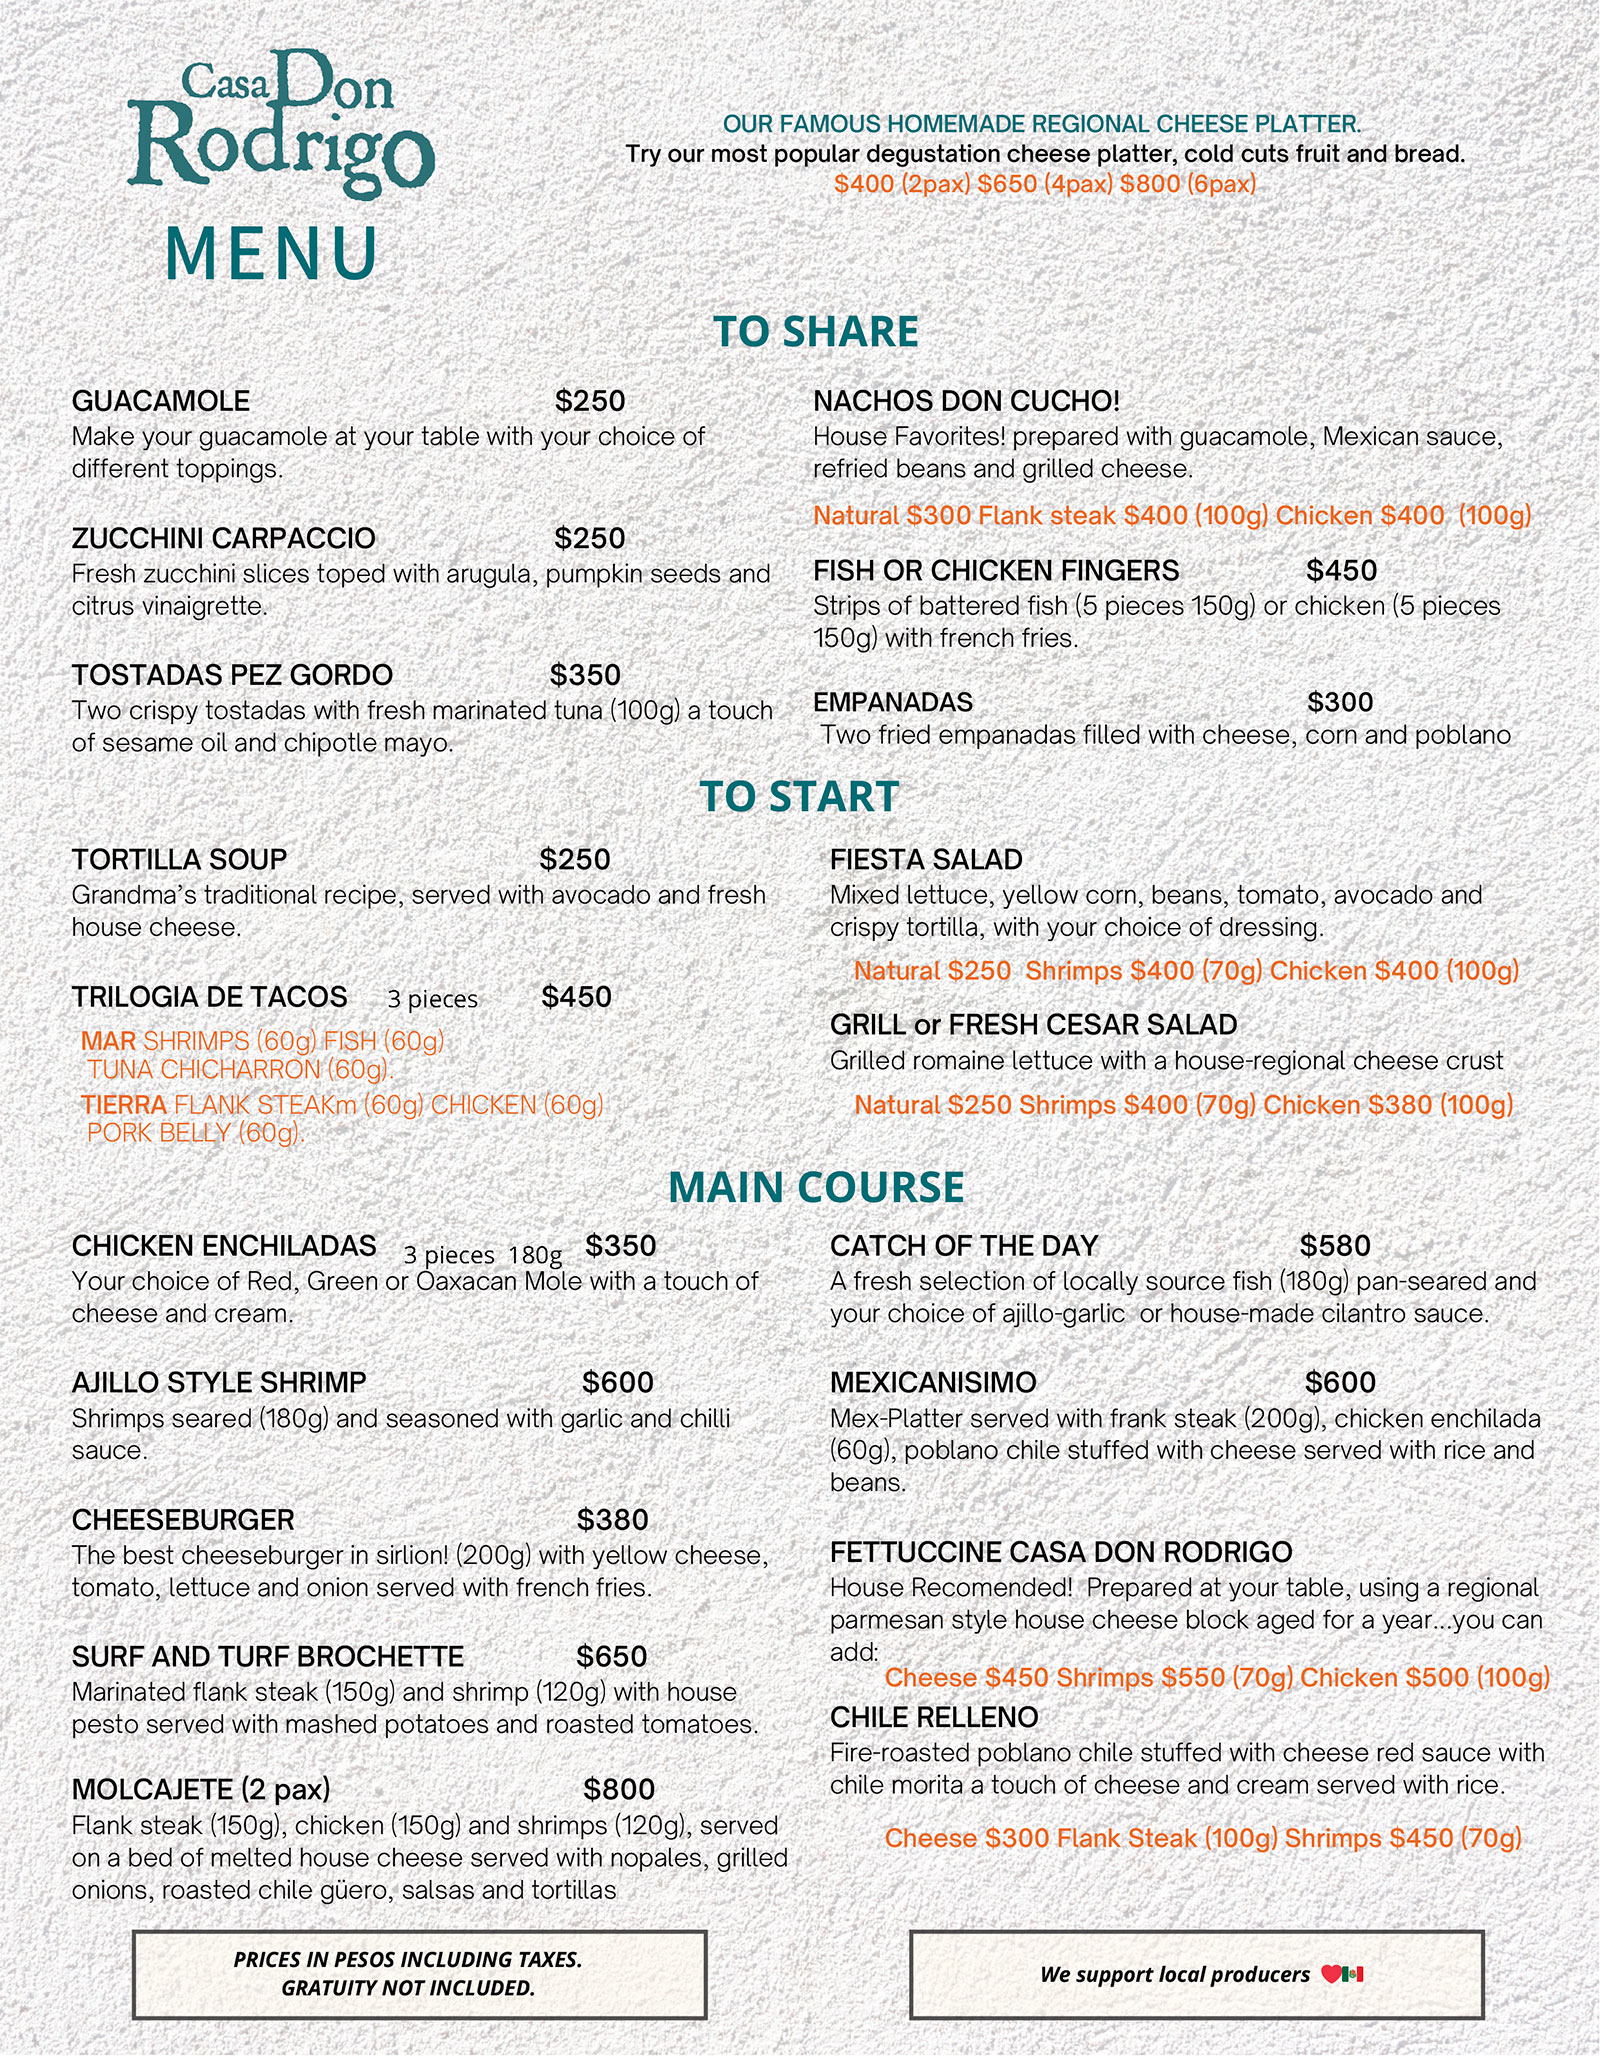 Casa Don
Rodrigo
MENU
OUR FAMOUS HOMEMADE REGIONAL CHEESE PLATTER.
Try our most popular degustation cheese platter, cold cuts fruit and bread.
$400 (2pax) $650 (4pax) $800 (6pax)
TO SHARE
GUACAMOLE $250
Make your guacamole at your table with your choice of
different toppings.
ZUCCHINI CARPACCIO $250
Fresh zucchini slices toped with arugula, pumpkin seeds and
citrus vinaigrette.
TOSTADAS PEZ GORDO $350
Two crispy tostadas with fresh marinated tuna (100g) a touch
of sesame oil and chipotle mayo.
NACHOS DON CUCHO!
House Favorites! prepared with guacamole, Mexican sauce,
refried beans and grilled cheese.
Natural $300 Flank steak $400 (100g) Chicken $400 (100g)
FISH OR CHICKEN FINGERS $450
Strips of battered fish (5 pieces 150g) or chicken (5 pieces
150g) with french fries.
EMPANADAS $300
Two fried empanadas filled with cheese, corn and poblano
TO START
TORTILLA SOUP $250
Grandma's traditional recipe, served with avocado and fresh
house cheese.
TRILOGIA DE TACOS 3 pieces $450
MAR SHRIMPS (60g) FISH (60g)
TUNA CHICHARRON (60g).
TIERRA FLANK STEAKm (60g) CHICKEN (60g)
PORK BELLY (60g).
FIESTA SALAD
Mixed lettuce, yellow corn, beans, tomato, avocado and
crispy tortilla, with your choice of dressing.
Natural $250 Shrimps $400 (70g) Chicken $400 (100g)
GRILL or FRESH CESAR SALAD
Grilled romaine lettuce with a house-regional cheese crust
Natural $250 Shrimps $400 (70g) Chicken $380 (100g)
MAIN COURSE
CHICKEN ENCHILADAS 3 pieces 180g $350
Your choice of Red, Green or Oaxacan Mole with a touch of
cheese and cream.
AJILLO STYLE SHRIMP $600
Shrimps seared (180g) and seasoned with garlic and chilli
sauce.
CHEESEBURGER $380
The best cheeseburger in sirlion! (200g) with yellow cheese,
tomato, lettuce and onion served with french fries.
SURF AND TURF BROCHETTE $650
Marinated flank steak (150g) and shrimp (120g) with house
pesto served with mashed potatoes and roasted tomatoes.
MOLCAJETE (2 pax) $800
Flank steak (150g), chicken (150g) and shrimps (120g), served
on a bed of melted house cheese served with nopales, grilled
onions, roasted chile güero, salsas and tortillas
CATCH OF THE DAY $580
A fresh selection of locally source fish (180g) pan-seared and
your choice of ajillo-garlic or house-made cilantro sauce.
MEXICANISIMO $600
Mex-Platter served with frank steak (200g), chicken enchilada
(60g), poblano chile stuffed with cheese served with rice and
beans.
FETTUCCINE CASA DON RODRIGO
House Recomended! Prepared at your table, using a regional
parmesan style house cheese block aged for a year...you can
add:
Cheese $450 Shrimps $550 (70g) Chicken $500 (100g)
CHILE RELLENO
Fire-roasted poblano chile stuffed with cheese red sauce with
chile morita a touch of cheese and cream served with rice.
Cheese $300 Flank Steak (100g) Shrimps $450 (70g)
PRICES IN PESOS INCLUDING TAXES.
GRATUITY NOT INCLUDED.
We support local producers ❤️🇲🇽